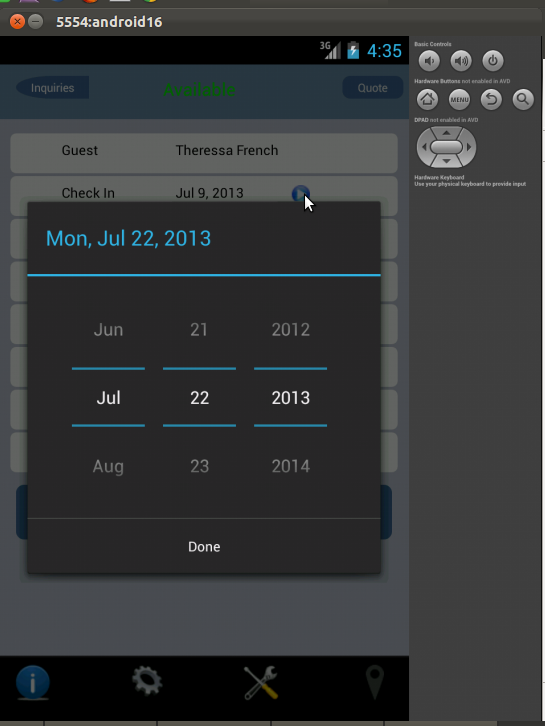 5554:android16
3G 4:35
Inquiries Available Quote
Guest Theressa French
Check In Jul 9, 2013
Mon, Jul 22, 2013
Jun 21 2012
Jul 22 2013
Aug 23 2014
Done
Basic Controls
Hardware Buttons not enabled in AVD
MENU
DPAD not enabled in AVD
Hardware Keyboard
Use your physical keyboard to provide input